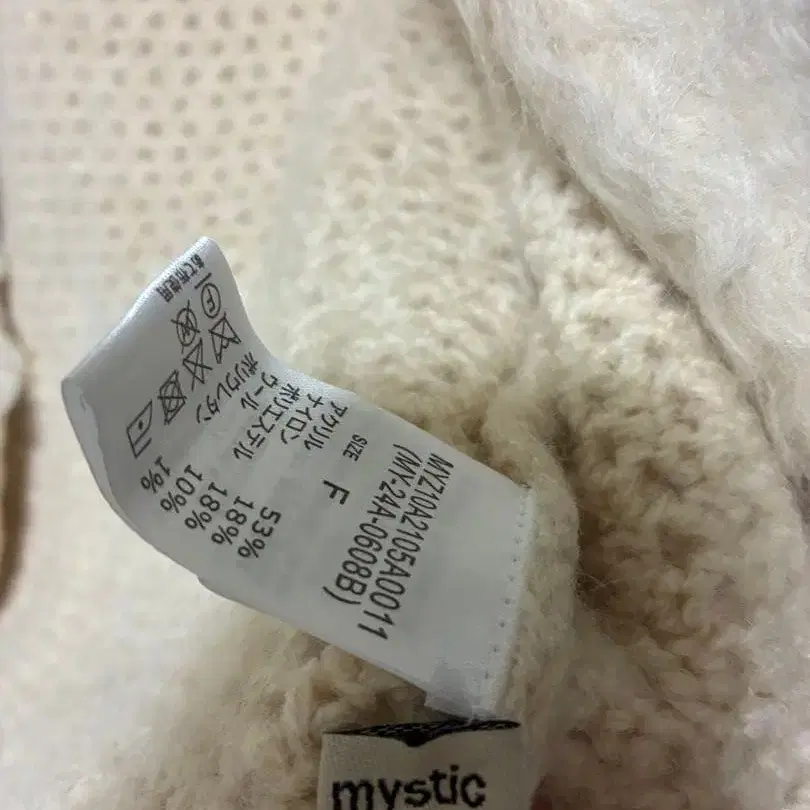 MYZ10A2105A0011
(MY-24A-0608B)
SIZE F
アクリル 53%
ナイロン 18%
ポリエステル 18%
ウール 10%
ポリウレタン 1%
mystic